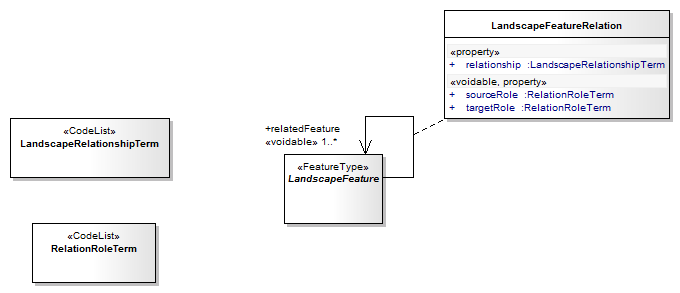 LandscapeFeatureRelation
«property»
+ relationship :LandscapeRelationshipTerm
«voidable, property»
+ sourceRole :RelationRoleTerm
+ targetRole :RelationRoleTerm
«CodeList»
LandscapeRelationshipTerm
+relatedFeature
«voidable» 1..*
«FeatureType»
LandscapeFeature
«CodeList»
RelationRoleTerm